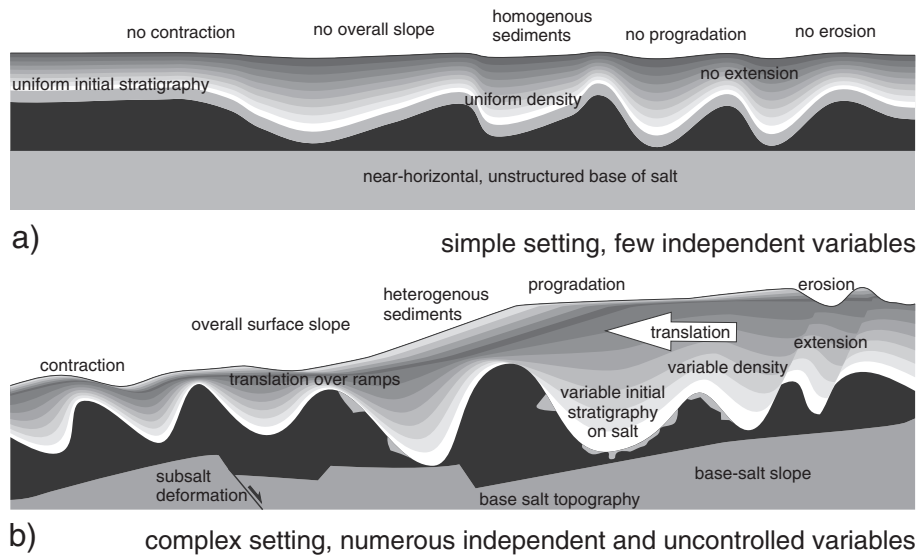 no contraction
no overall slope
homogenous
sediments
no progradation
no erosion
uniform initial stratigraphy
uniform density
no extension
near-horizontal, unstructured base of salt
a)
simple setting, few independent variables
contraction
overall surface slope
heterogenous
sediments
progradation
erosion
translation
extension
translation over ramps
variable density
variable initial
stratigraphy
on salt
subsalt
deformation
base salt topography
base-salt slope
b)
complex setting, numerous independent and uncontrolled variables